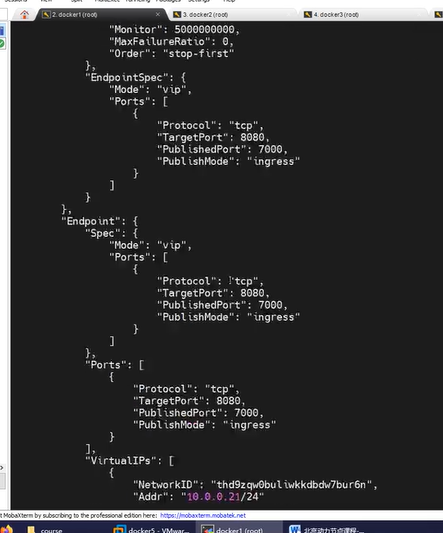 2. docker1 (root)
3. docker2 (root)
4. docker3 (root)
"Monitor": 5000000000,
"MaxFailureRatio": 0,
"Order": "stop-first"
},
"EndpointSpec": {
"Mode": "vip",
"Ports": [
{
"Protocol": "tcp",
"TargetPort": 8080,
"PublishedPort": 7000,
"PublishMode": "ingress"
}
]
}
},
"Endpoint": {
"Spec": {
"Mode": "vip",
"Ports": [
{
"Protocol": "tcp",
"TargetPort": 8080,
"PublishedPort": 7000,
"PublishMode": "ingress"
}
]
},
"Ports": [
{
"Protocol": "tcp",
"TargetPort": 8080,
"PublishedPort": 7000,
"PublishMode": "ingress"
}
],
"VirtualIPs": [
{
"NetworkID": "thd9zqw0buliwkkdbdw7bur6n",
"Addr": "10.0.0.21/24"
t MobaXterm by subscribing to the professional edition here: https://mobaxterm.mobatek.net
course
docker5 - VMwar...
docker1 (root)
北京动力节点课程-...